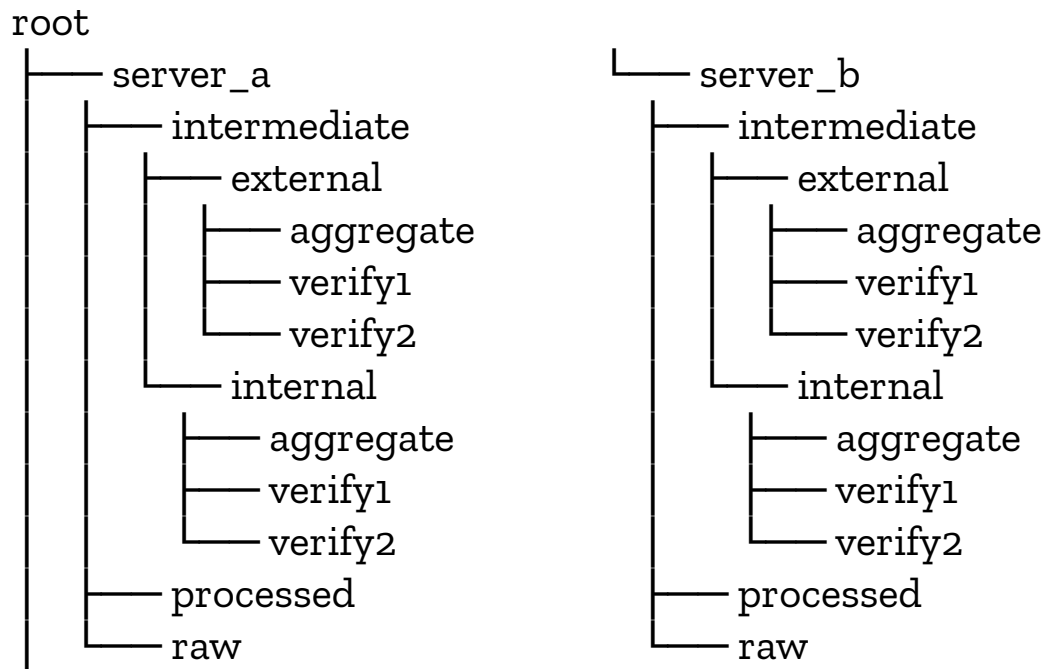 root
server_a
intermediate
external
aggregate
verify1
verify2
internal
aggregate
verify1
verify2
processed
raw
server_b
intermediate
external
aggregate
verify1
verify2
internal
aggregate
verify1
verify2
processed
raw